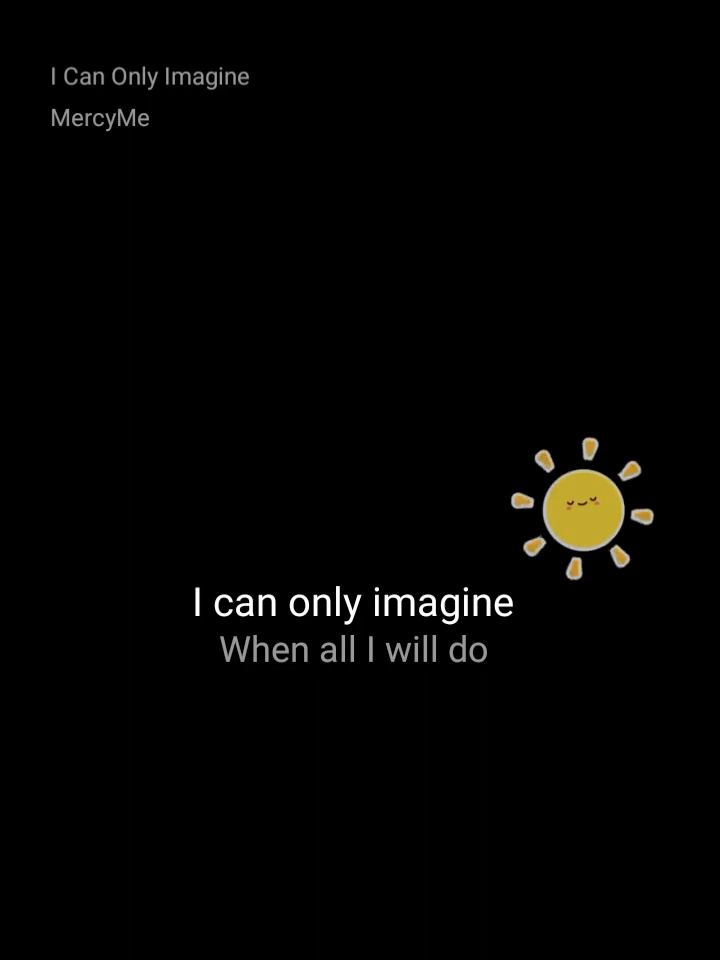 I Can Only Imagine
MercyMe
I can only imagine
When all I will do